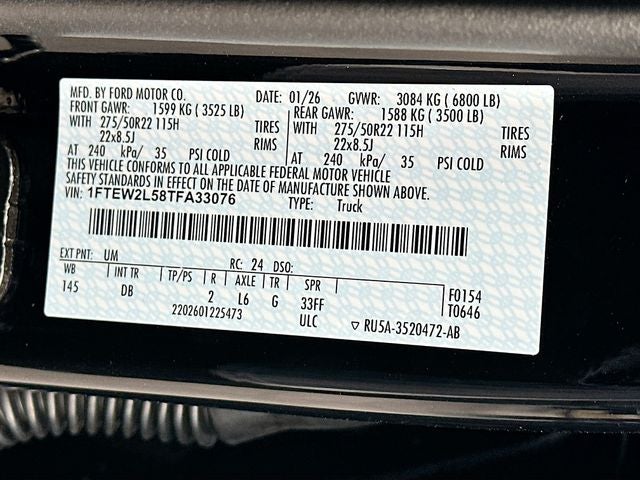 MFD. BY FORD MOTOR CO. DATE: 01/26 GVWR: 3084 KG ( 6800 LB)
FRONT GAWR: 1599 KG ( 3525 LB) REAR GAWR: 1588 KG ( 3500 LB)
WITH 275/50R22 115H TIRES WITH 275/50R22 115H TIRES
22x8.5J RIMS 22x8.5J RIMS
AT 240 kPa/ 35 PSI COLD AT 240 kPa/ 35 PSI COLD
THIS VEHICLE CONFORMS TO ALL APPLICABLE FEDERAL MOTOR VEHICLE
SAFETY STANDARDS IN EFFECT ON THE DATE OF MANUFACTURE SHOWN ABOVE.
VIN: 1FTEW2L58TFA33076 TYPE: Truck
EXT PNT: UM RC: 24 DSO:
WB INT TR TP/PS R AXLE TR SPR
145 DB 2 L6 G 33FF F0154
2202601225473 ULC T0646
▽ RU5A-3520472-AB